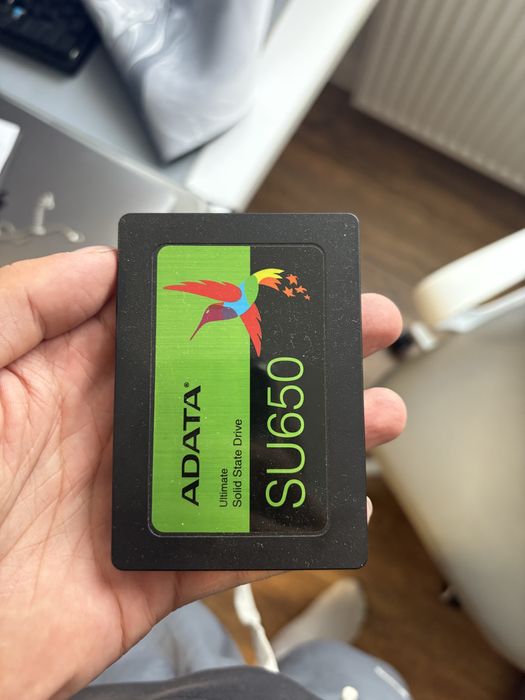 ADATA®
Ultimate
Solid State Drive
SU650